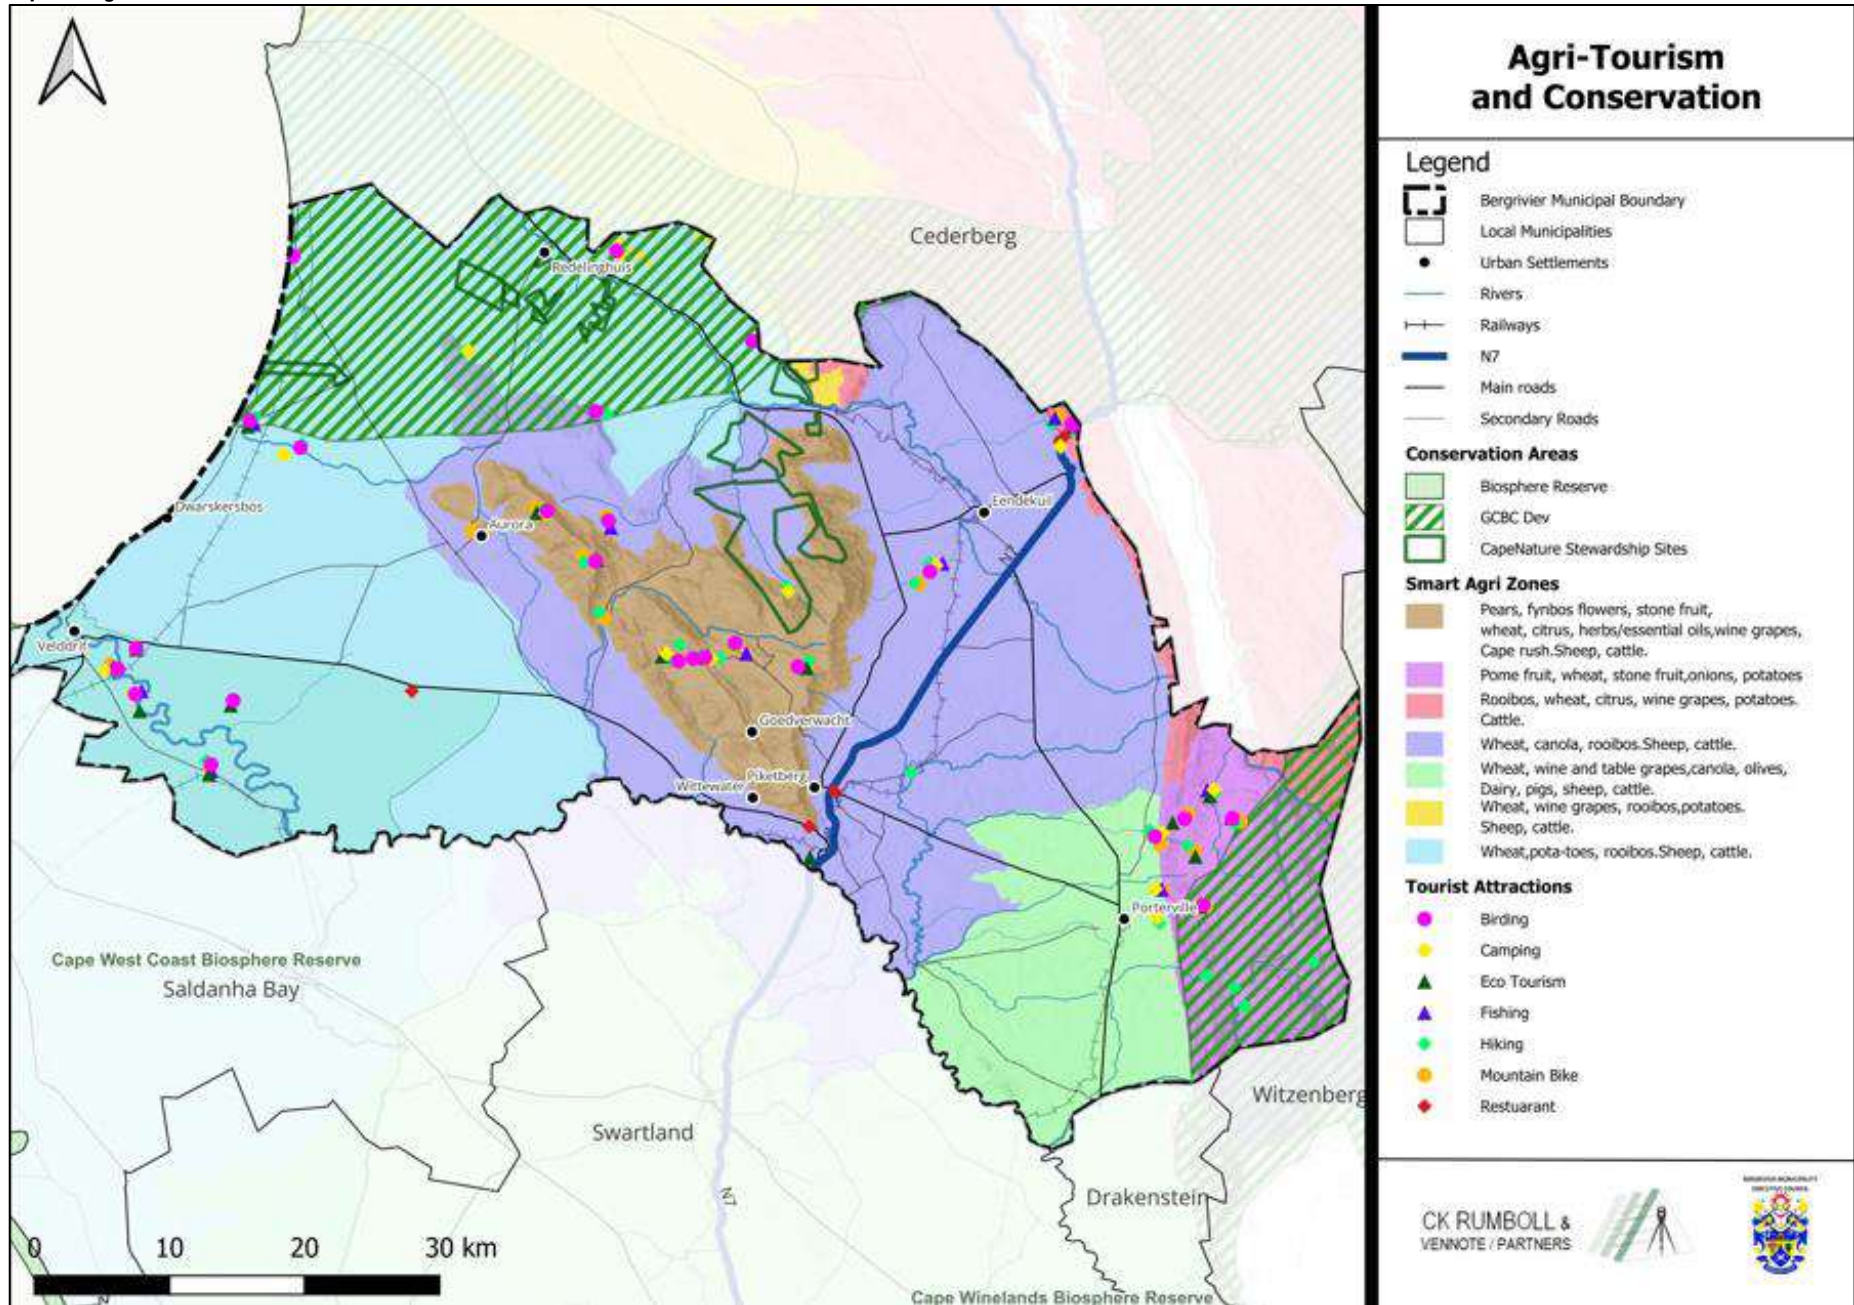 Agri-Tourism
and Conservation
Legend
Bergrivier Municipal Boundary
Local Municipalities
Urban Settlements
Rivers
Railways
N7
Main roads
Secondary Roads
Conservation Areas
Biosphere Reserve
GCBC Dev
CapeNature Stewardship Sites
Smart Agri Zones
Pears, fynbos flowers, stone fruit,
wheat, citrus, herbs/essential oils,wine grapes,
Cape rush.Sheep, cattle.
Pome fruit, wheat, stone fruit,onions, potatoes
Rooibos, wheat, citrus, wine grapes, potatoes.
Cattle.
Wheat, canola, rooibos.Sheep, cattle.
Wheat, wine and table grapes,canola, olives,
Dairy, pigs, sheep, cattle.
Wheat, wine grapes, rooibos,potatoes.
Sheep, cattle.
Wheat,pota-toes, rooibos.Sheep, cattle.
Tourist Attractions
Birding
Camping
Eco Tourism
Fishing
Hiking
Mountain Bike
Restuarant
CK RUMBOLL &
VENNOTE / PARTNERS
Cederberg
Redelinghuis
Dwarskersbos
Aurora
Eendekuil
N7
Velddrif
Goedverwacht
Piketberg
Wittewater
Porterville
Cape West Coast Biosphere Reserve
Saldanha Bay
Swartland
Witzenberg
Drakenstein
N7
Cape Winelands Biosphere Reserve
0 10 20 30 km